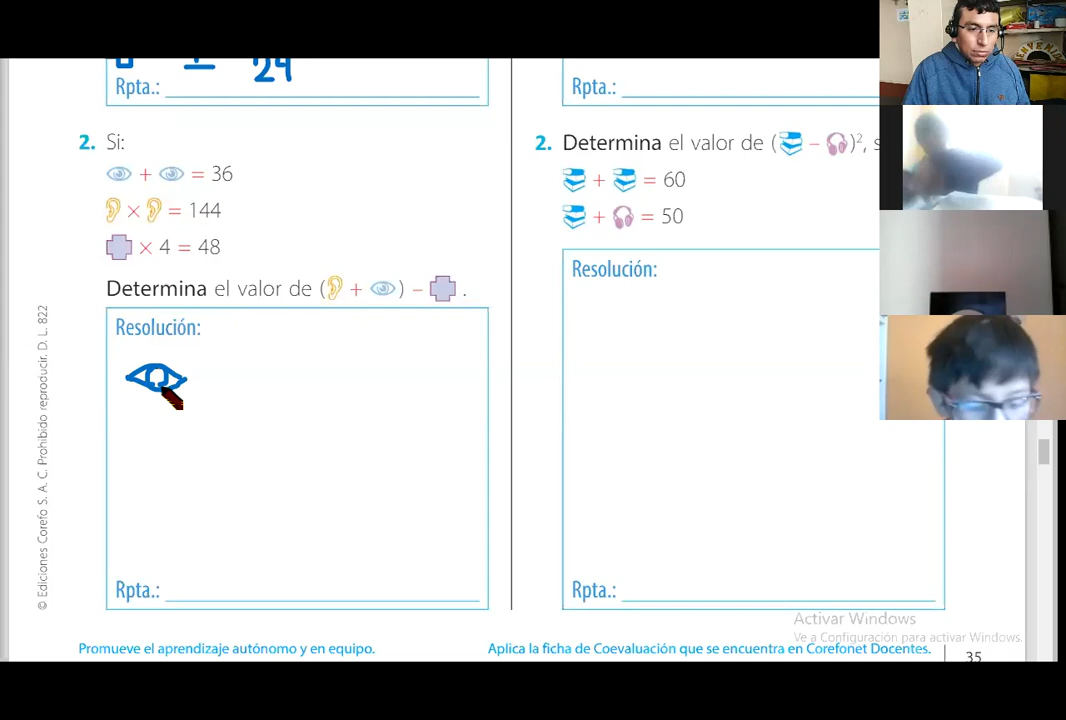 24
Rpta.:
2. Si:
+ = 36
× = 144
× 4 = 48
Determina el valor de ( + ) - .
Resolución:
Rpta.:
Rpta.:
2. Determina el valor de ( - )²,
+ = 60
+ = 50
Resolución:
Rpta.:
© Ediciones Corefo S. A. C. Prohibido reproducir. D. L. 822
Activar Windows
Ve a Configuración para activar Windows.
Promueve el aprendizaje autónomo y en equipo.
Aplica la ficha de Coevaluación que se encuentra en Corefonet Docentes.
35